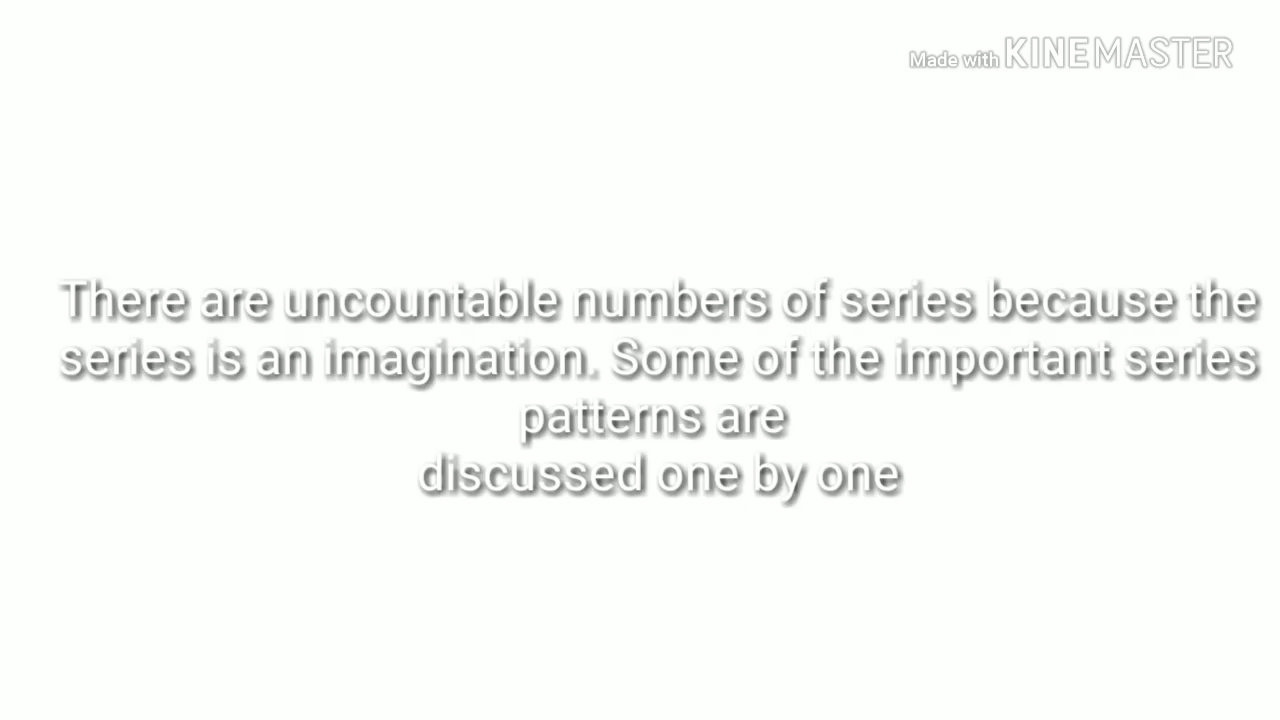 Made with KINEMASTER
There are uncountable numbers of series because the
series is an imagination. Some of the important series
patterns are
discussed one by one